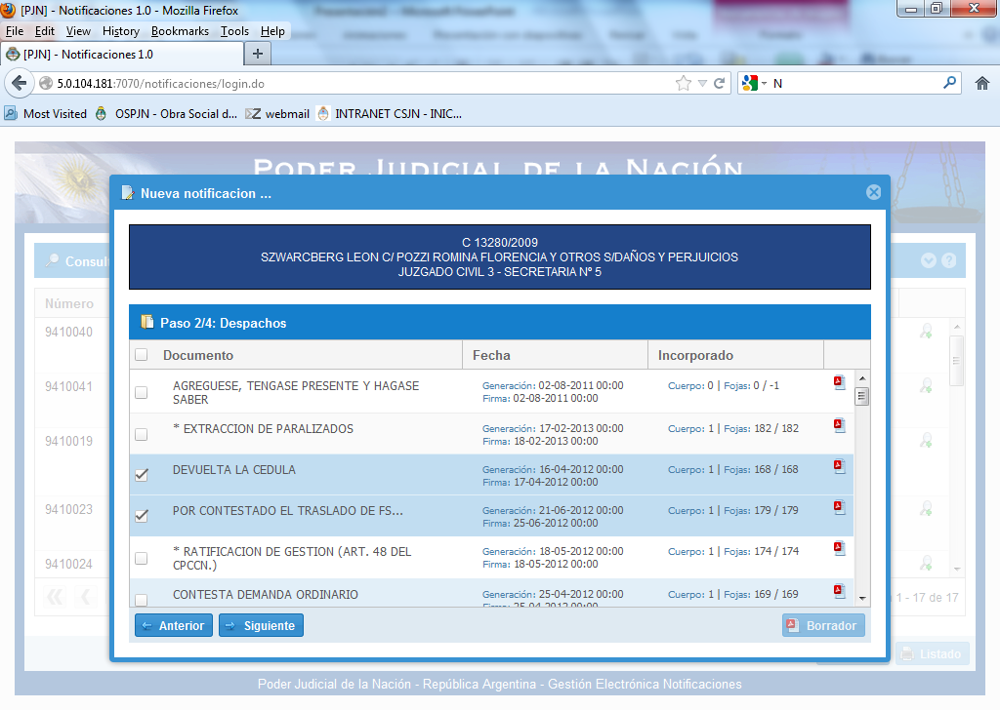 [PJN] - Notificaciones 1.0 - Mozilla Firefox
File Edit View History Bookmarks Tools Help
[PJN] - Notificaciones 1.0
5.0.104.181:7070/notificaciones/login.do
N
Most Visited OSPJN - Obra Social d... webmail INTRANET CSJN - INIC...
PODER JUDICIAL DE LA NACIÓN
Nueva notificacion ...
C 13280/2009
SZWARCBERG LEON C/ POZZI ROMINA FLORENCIA Y OTROS S/DAÑOS Y PERJUICIOS
JUZGADO CIVIL 3 - SECRETARIA Nº 5
Consul
Número
9410040
9410041
9410019
9410023
9410024
Paso 2/4: Despachos
Documento Fecha Incorporado
AGREGUESE, TENGASE PRESENTE Y HAGASE
SABER
Generación: 02-08-2011 00:00
Firma: 02-08-2011 00:00
Cuerpo: 0 | Fojas: 0 / -1
* EXTRACCION DE PARALIZADOS
Generación: 17-02-2013 00:00
Firma: 18-02-2013 00:00
Cuerpo: 1 | Fojas: 182 / 182
DEVUELTA LA CEDULA
Generación: 16-04-2012 00:00
Firma: 17-04-2012 00:00
Cuerpo: 1 | Fojas: 168 / 168
POR CONTESTADO EL TRASLADO DE FS...
Generación: 21-06-2012 00:00
Firma: 25-06-2012 00:00
Cuerpo: 1 | Fojas: 179 / 179
* RATIFICACION DE GESTION (ART. 48 DEL
CPCCN.)
Generación: 18-05-2012 00:00
Firma: 18-05-2012 00:00
Cuerpo: 1 | Fojas: 174 / 174
CONTESTA DEMANDA ORDINARIO
Generación: 25-04-2012 00:00
Firma: 25-04-2012 00:00
Cuerpo: 1 | Fojas: 169 / 169
Anterior Siguiente Borrador
1 - 17 de 17
Listado
Poder Judicial de la Nación - República Argentina - Gestión Electrónica Notificaciones